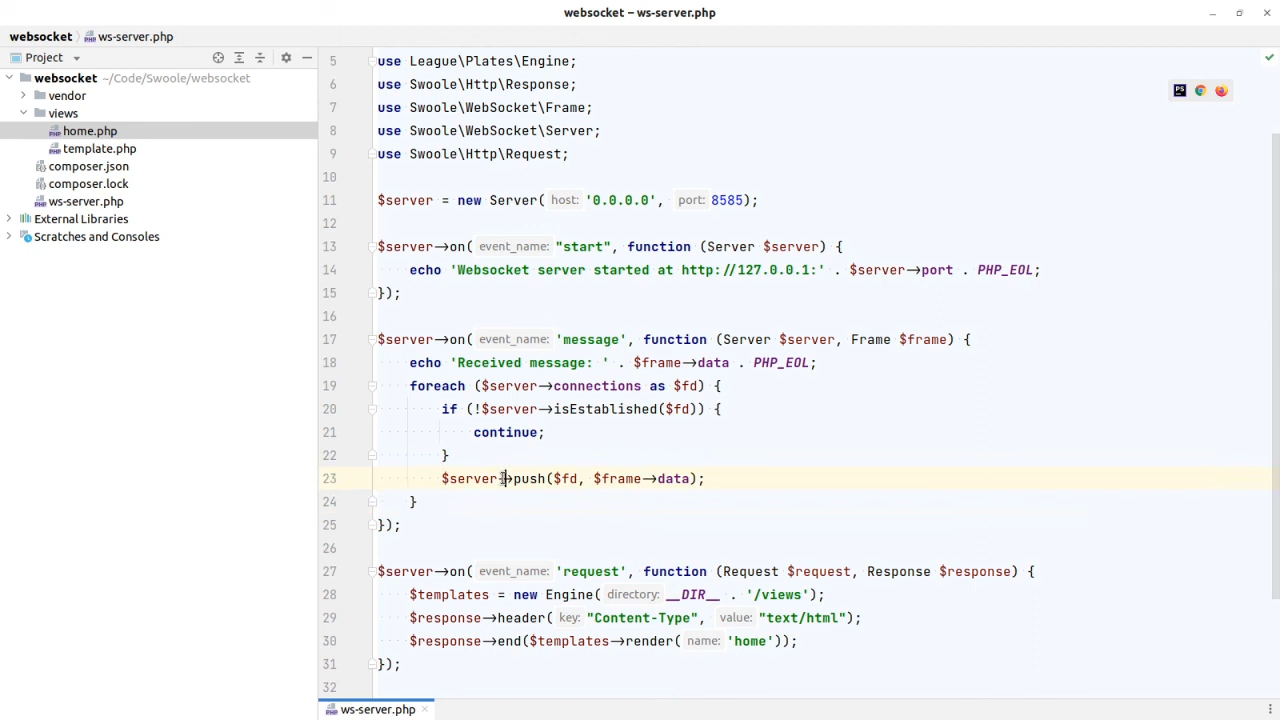 websocket – ws-server.php
websocket ws-server.php
Project
websocket ~/Code/Swoole/websocket
vendor
views
home.php
template.php
composer.json
composer.lock
ws-server.php
External Libraries
Scratches and Consoles
5 use League\Plates\Engine;
6 use Swoole\Http\Response;
7 use Swoole\WebSocket\Frame;
8 use Swoole\WebSocket\Server;
9 use Swoole\Http\Request;
10
11 $server = new Server( host: '0.0.0.0', port: 8585);
12
13 $server->on( event_name: "start", function (Server $server) {
14 echo 'Websocket server started at http://127.0.0.1:' . $server->port . PHP_EOL;
15 });
16
17 $server->on( event_name: 'message', function (Server $server, Frame $frame) {
18 echo 'Received message: ' . $frame->data . PHP_EOL;
19 foreach ($server->connections as $fd) {
20 if (!$server->isEstablished($fd)) {
21 continue;
22 }
23 $server->push($fd, $frame->data);
24 }
25 });
26
27 $server->on( event_name: 'request', function (Request $request, Response $response) {
28 $templates = new Engine( directory: __DIR__ . '/views');
29 $response->header( key: "Content-Type", value: "text/html");
30 $response->end($templates->render( name: 'home'));
31 });
32
PS
ws-server.php